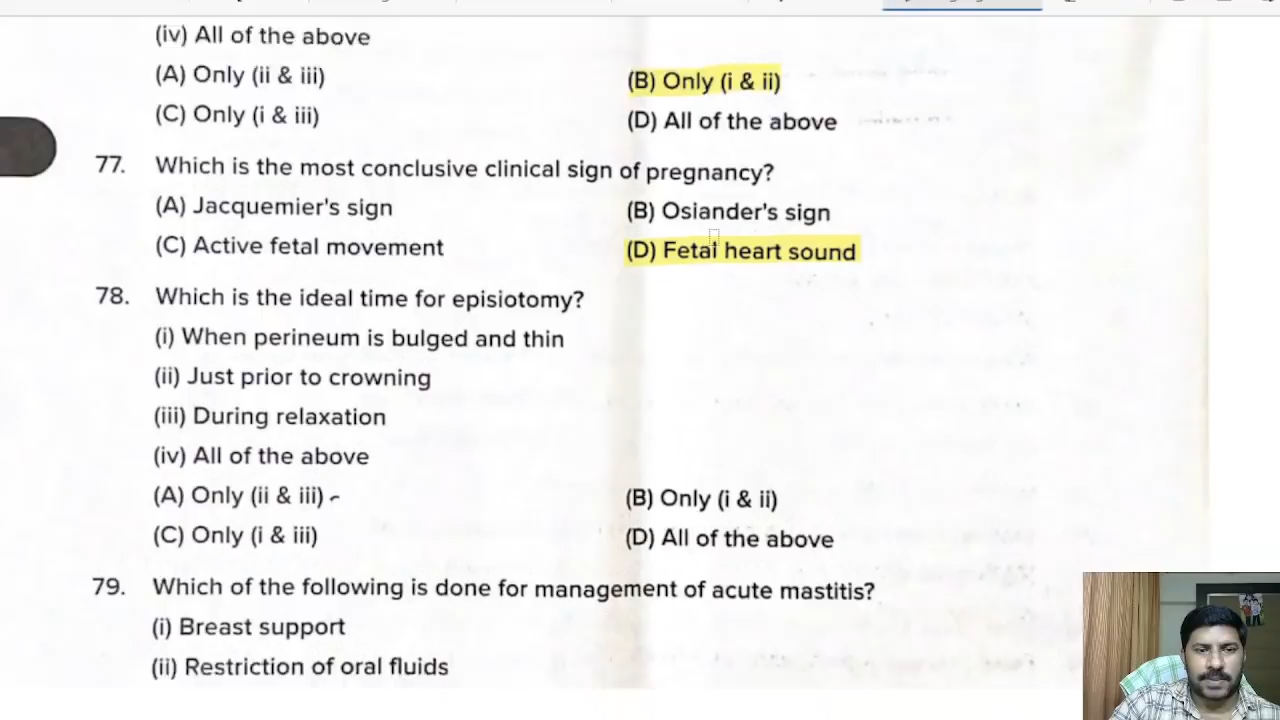 (iv) All of the above
(A) Only (ii & iii)
(B) Only (i & ii)
(C) Only (i & iii)
(D) All of the above
77. Which is the most conclusive clinical sign of pregnancy?
(A) Jacquemier's sign
(B) Osiander's sign
(C) Active fetal movement
(D) Fetal heart sound
78. Which is the ideal time for episiotomy?
(i) When perineum is bulged and thin
(ii) Just prior to crowning
(iii) During relaxation
(iv) All of the above
(A) Only (ii & iii)
(B) Only (i & ii)
(C) Only (i & iii)
(D) All of the above
79. Which of the following is done for management of acute mastitis?
(i) Breast support
(ii) Restriction of oral fluids